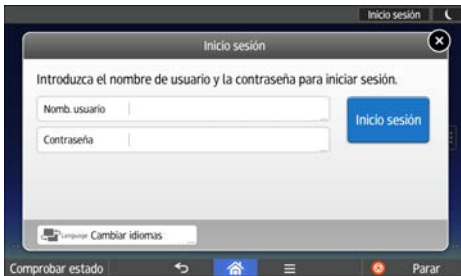 Inicio sesión
Inicio sesión
Introduzca el nombre de usuario y la contraseña para iniciar sesión.
Nomb. usuario
Inicio sesión
Contraseña
Language Cambiar idiomas
Comprobar estado
Parar